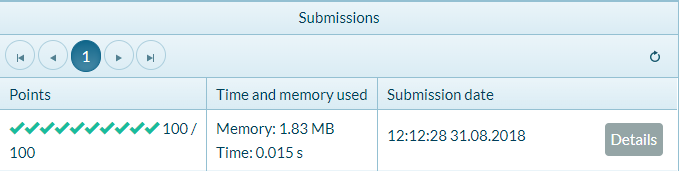 Submissions
1
Points Time and memory used Submission date
100 / Memory: 1.83 MB 12:12:28 31.08.2018 Details
100 Time: 0.015 s